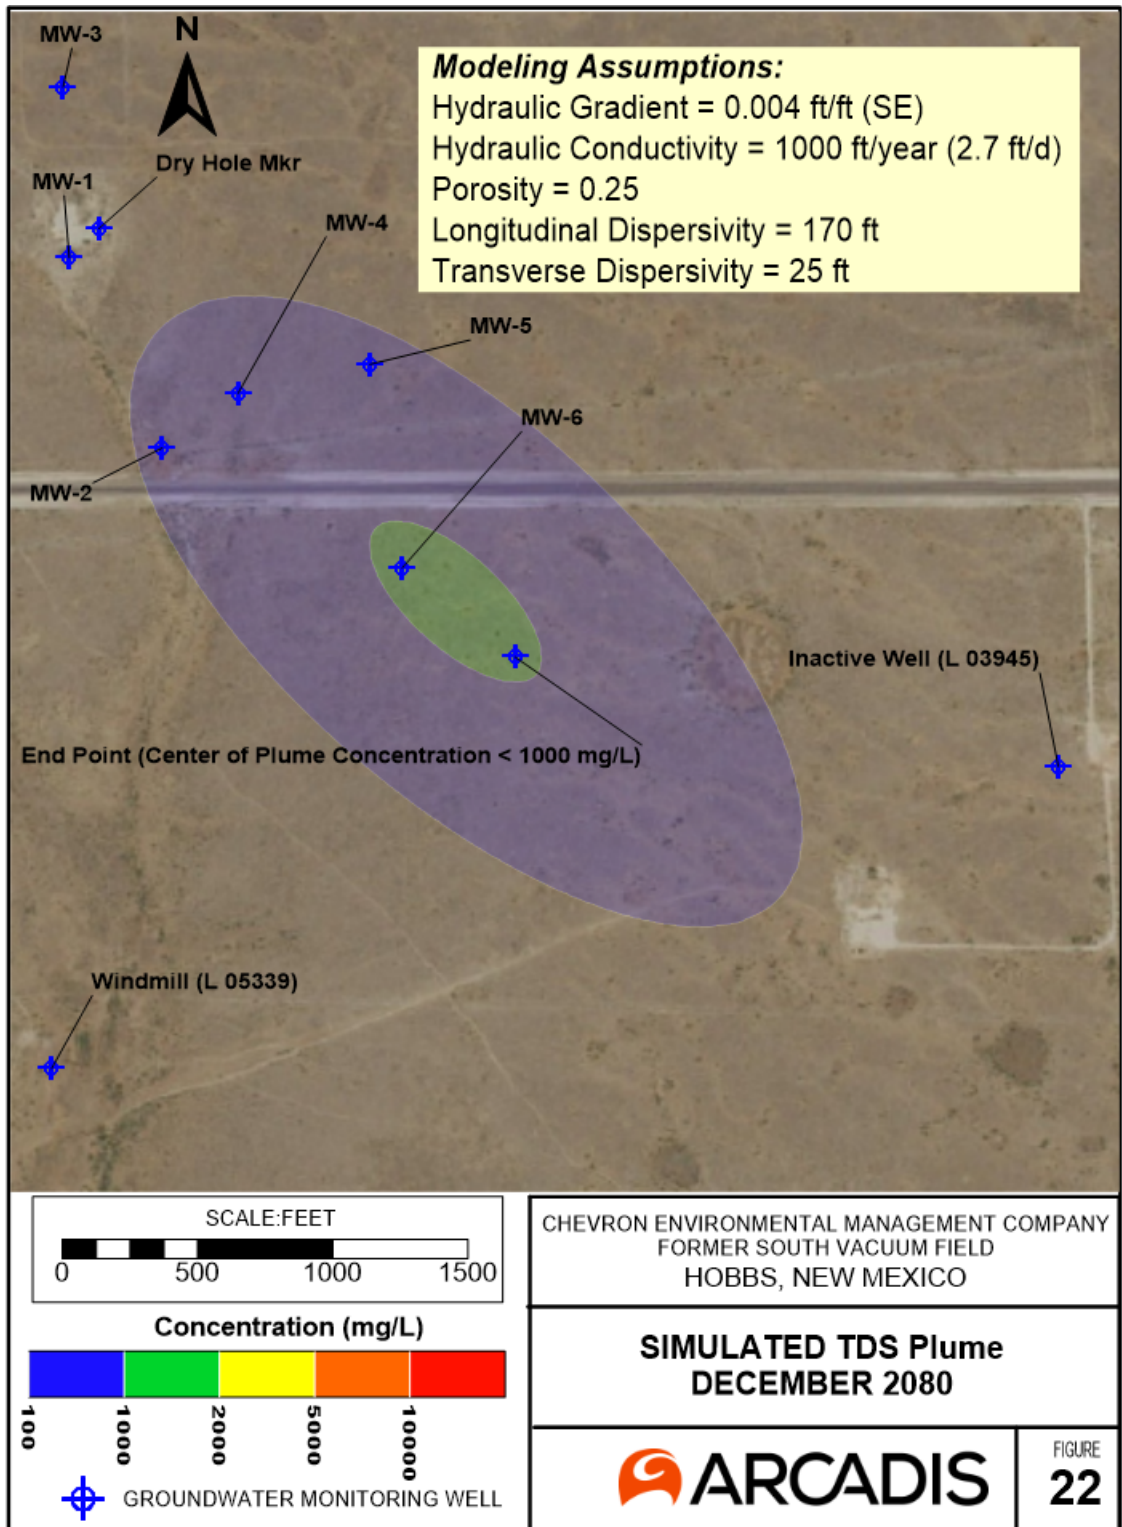 MW-3
N
Modeling Assumptions:
Hydraulic Gradient = 0.004 ft/ft (SE)
Hydraulic Conductivity = 1000 ft/year (2.7 ft/d)
Porosity = 0.25
Longitudinal Dispersivity = 170 ft
Transverse Dispersivity = 25 ft
Dry Hole Mkr
MW-1
MW-4
MW-5
MW-6
MW-2
Inactive Well (L 03945)
End Point (Center of Plume Concentration < 1000 mg/L)
Windmill (L 05339)
SCALE:FEET
0 500 1000 1500
Concentration (mg/L)
100 1000 2000 5000 10000
GROUNDWATER MONITORING WELL
CHEVRON ENVIRONMENTAL MANAGEMENT COMPANY
FORMER SOUTH VACUUM FIELD
HOBBS, NEW MEXICO
SIMULATED TDS Plume
DECEMBER 2080
ARCADIS
FIGURE
22